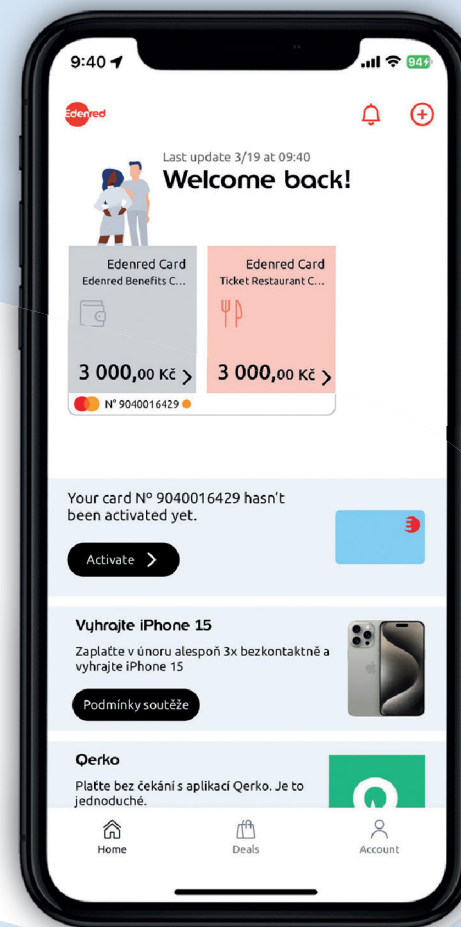 9:40
94
Edenred
Last update 3/19 at 09:40
Welcome back!
Edenred Card
Edenred Benefits C...
3 000,00 Kč
Edenred Card
Ticket Restaurant C...
3 000,00 Kč
N° 9040016429
Your card Nº 9040016429 hasn't
been activated yet.
Activate
Vyhrajte iPhone 15
Zaplaťte v únoru alespoň 3x bezkontaktně a
vyhrajte iPhone 15
Podmínky soutěže
Qerko
Plaťte bez čekání s aplikací Qerko. Je to
jednoduché.
Home
Deals
Account